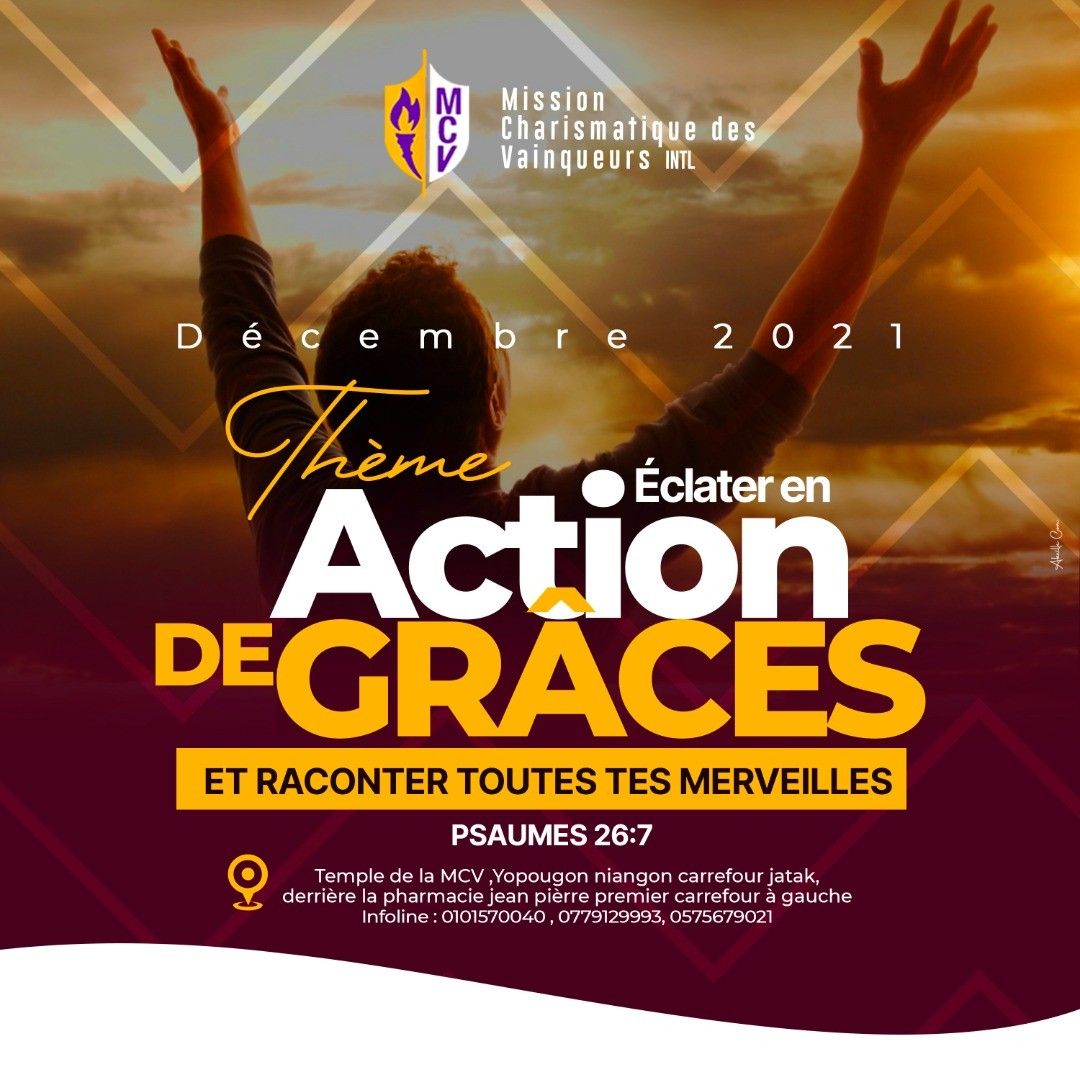 MCV
Mission
Charismatique des
Vainqueurs INTL
Décembre 2021
Thème
Éclater en
Action
DE GRÂCES
ET RACONTER TOUTES TES MERVEILLES
PSAUMES 26:7
Temple de la MCV ,Yopougon niangon carrefour jatak,
derrière la pharmacie jean pièrre premier carrefour à gauche
Infoline : 0101570040 , 0779129993, 0575679021